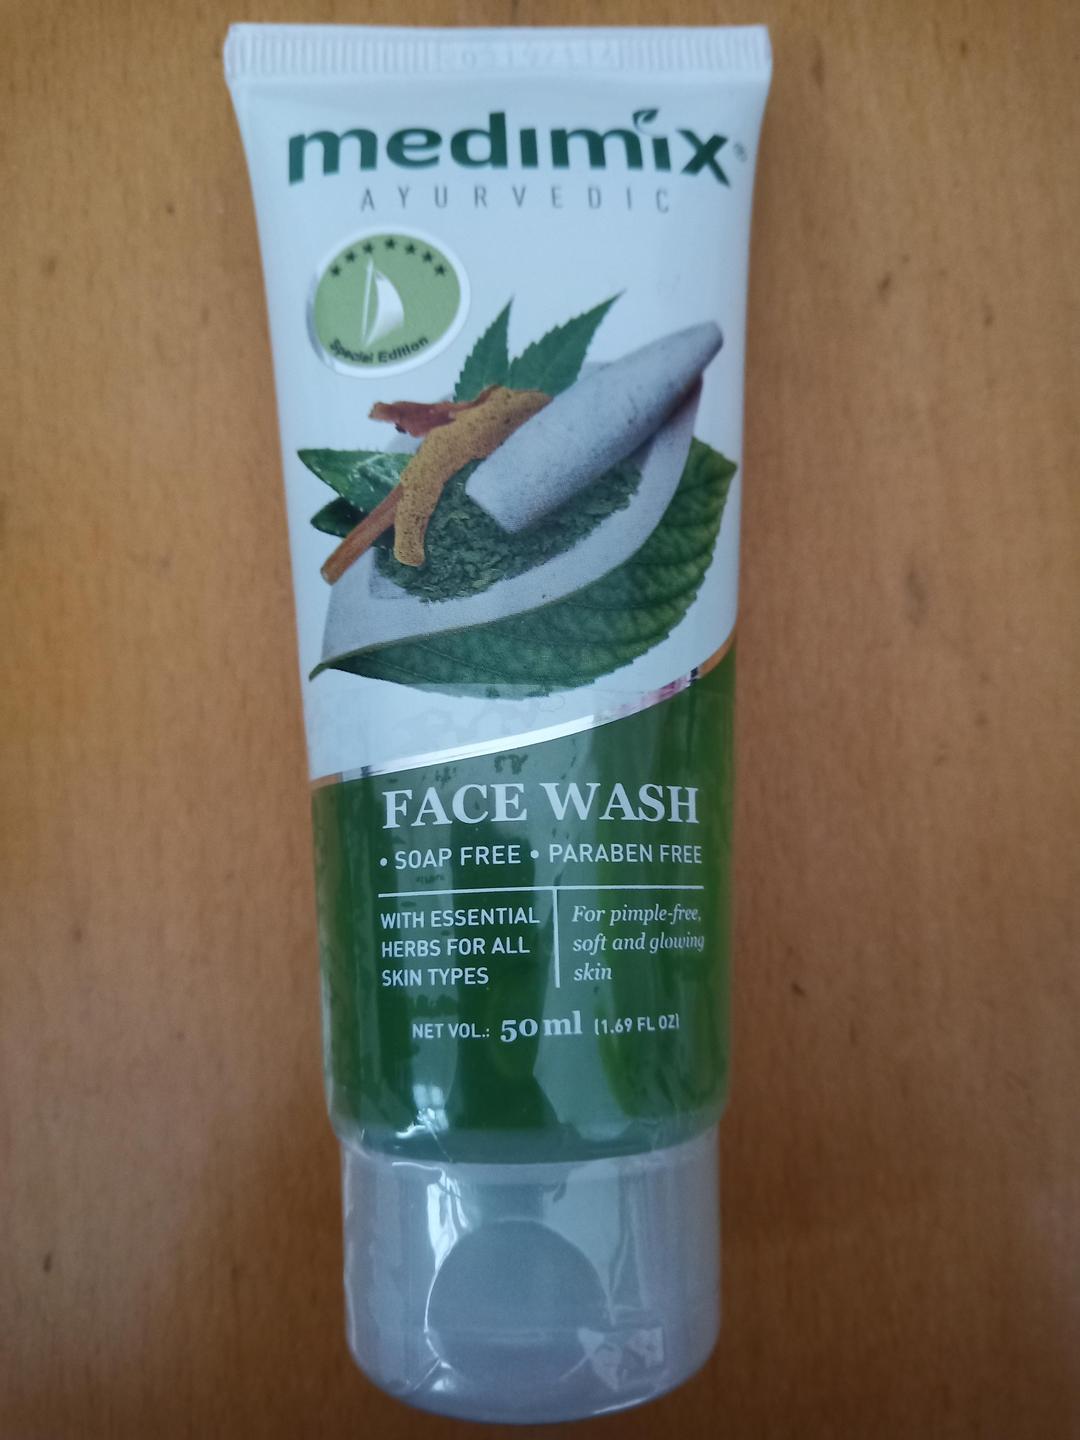 medimix®
AYURVEDIC
Special Edition
FACE WASH
• SOAP FREE • PARABEN FREE
WITH ESSENTIAL
HERBS FOR ALL
SKIN TYPES
For pimple-free,
soft and glowing
skin
NET VOL.: 50ml (1.69 FL OZ)